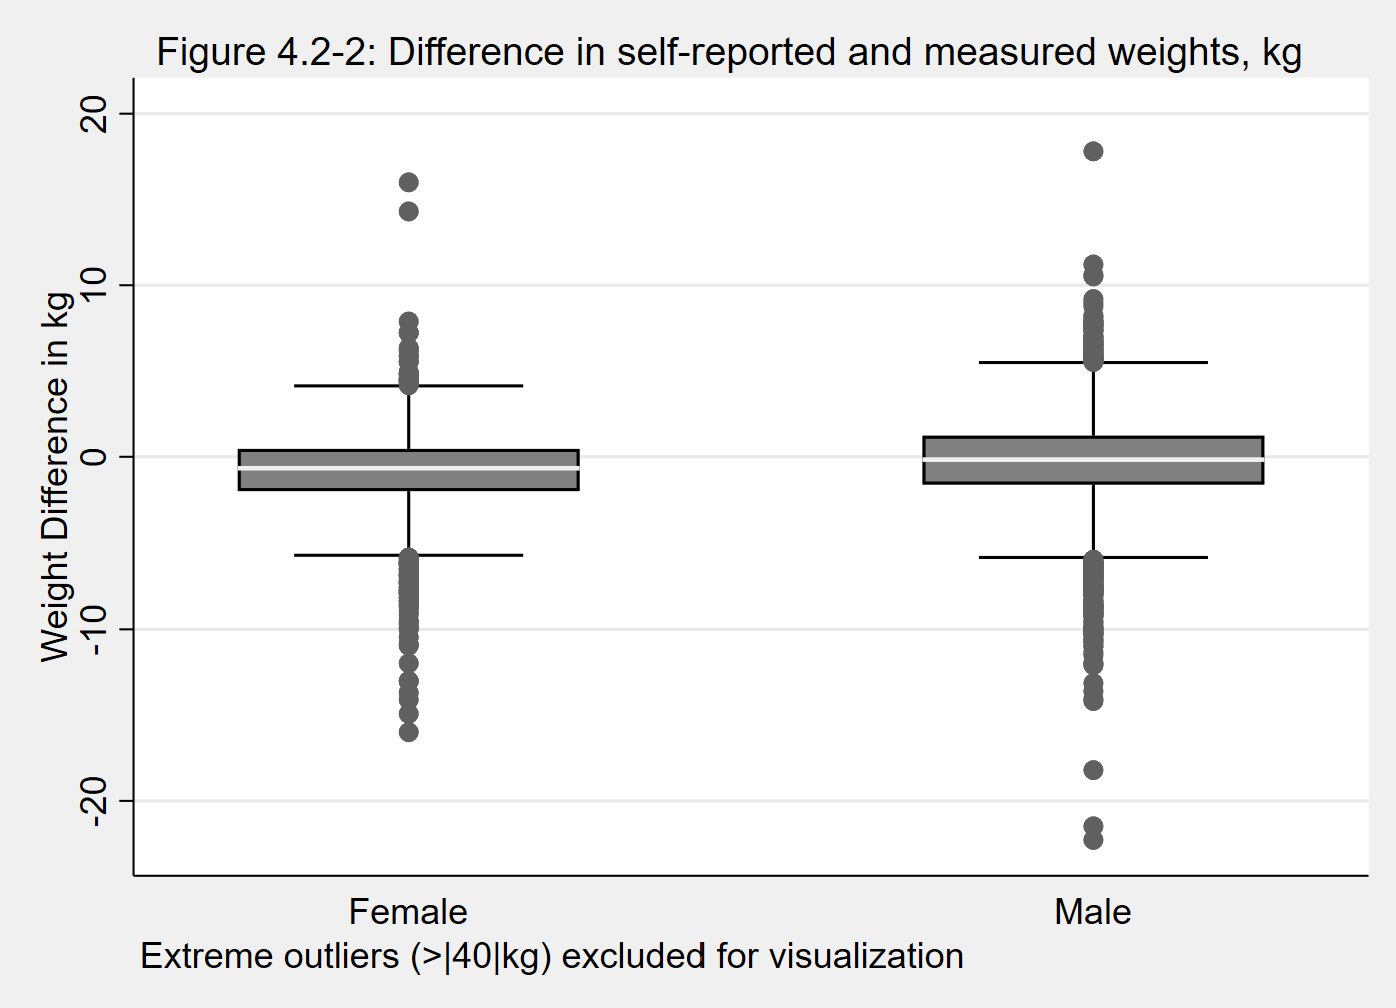 Figure 4.2-2: Difference in self-reported and measured weights, kg
Weight Difference in kg
20
10
0
-10
-20
Female
Male
Extreme outliers (>|40|kg) excluded for visualization